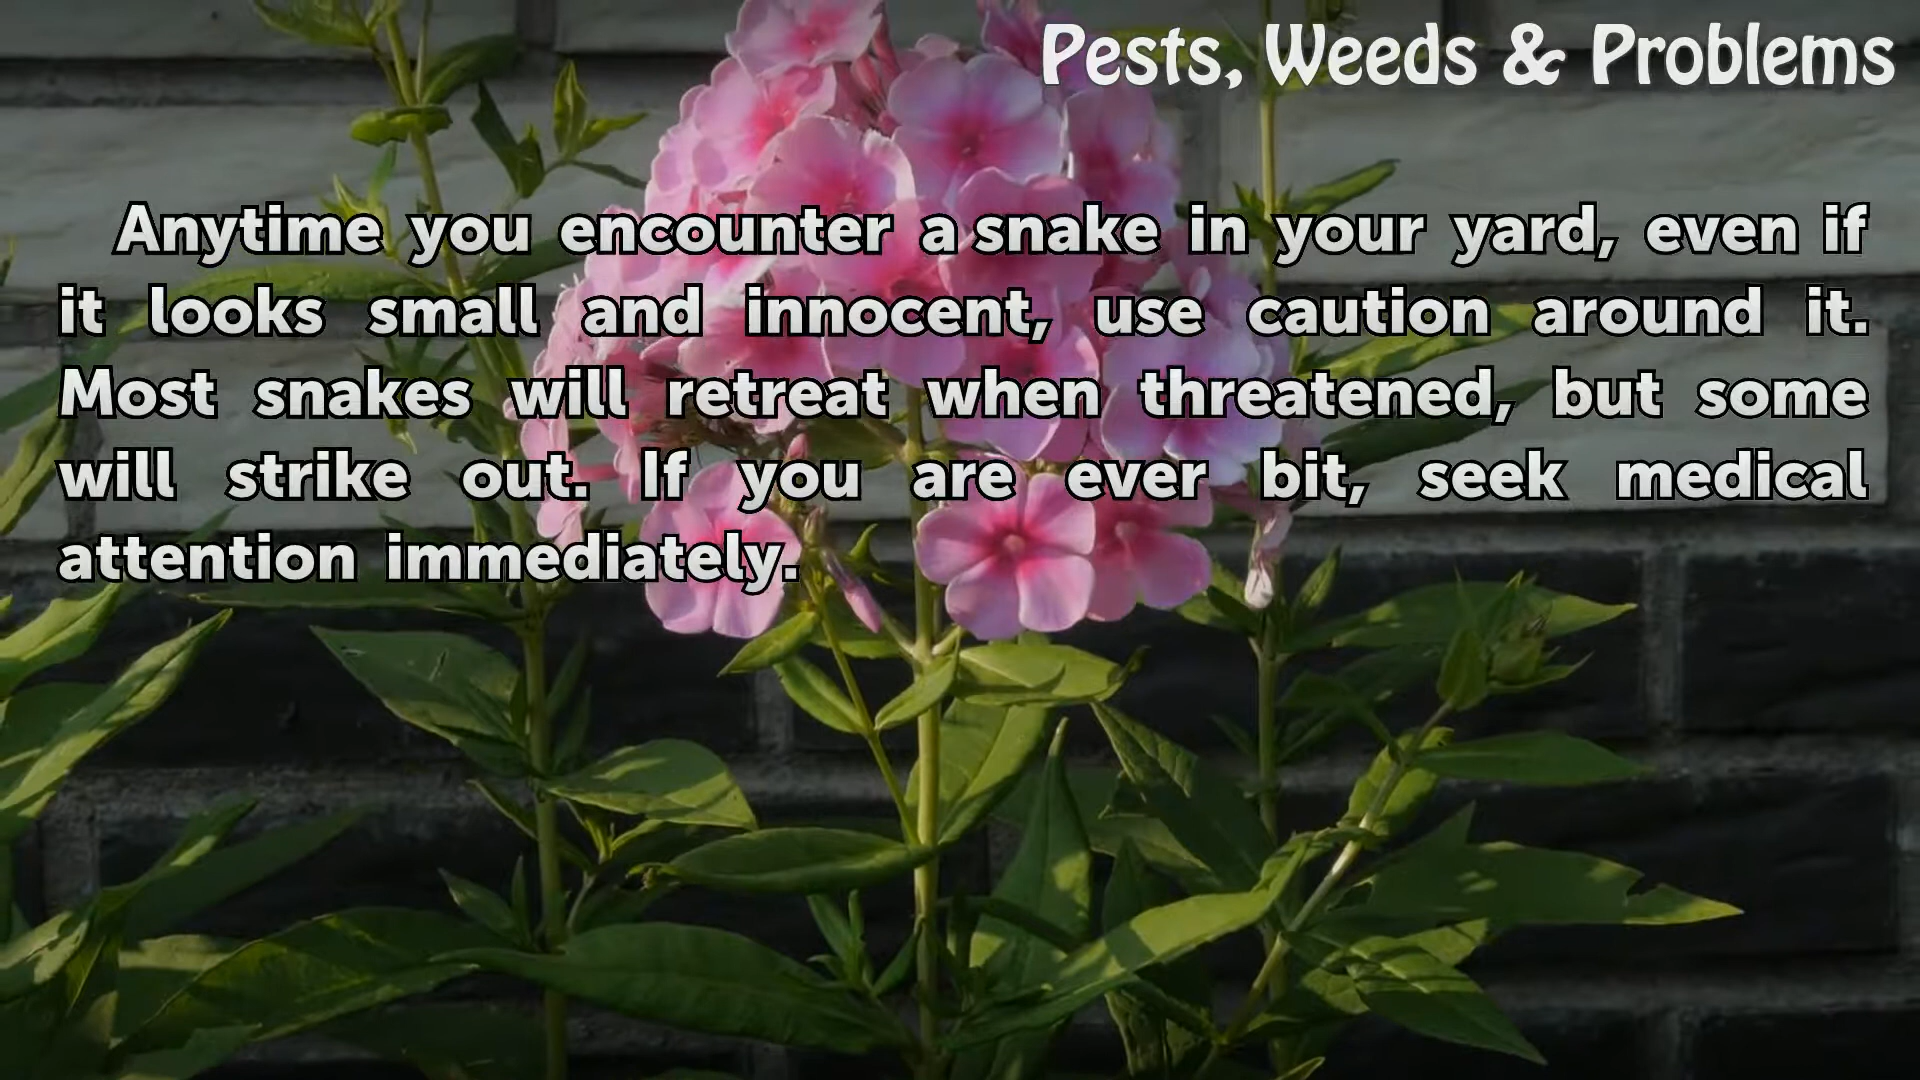 Pests, Weeds & Problems
Anytime you encounter a snake in your yard, even if
it looks small and innocent, use caution around it.
Most snakes will retreat when threatened, but some
will strike out. If you are ever bit, seek medical
attention immediately.